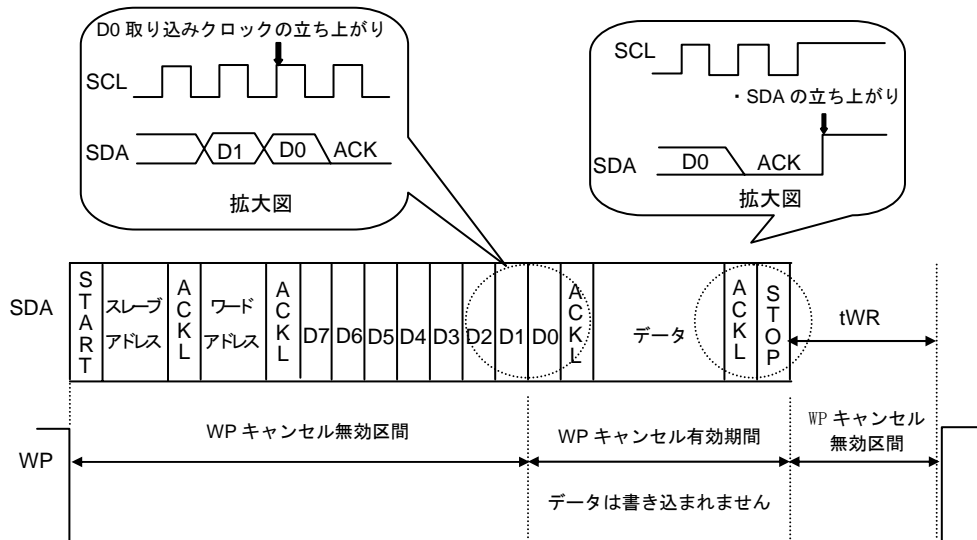 D0 取り込みクロックの立ち上がり
SCL
SDA
D1
D0
ACK
拡大図
SCL
・SDA の立ち上がり
SDA
D0
ACK
拡大図
SDA
START
スレーブ
アドレス
ACKL
ワード
アドレス
ACKL
D7
D6
D5
D4
D3
D2
D1
D0
ACKL
データ
ACKL
STOP
tWR
WP
WP キャンセル無効区間
WP キャンセル有効期間
WP キャンセル
無効区間
データは書き込まれません